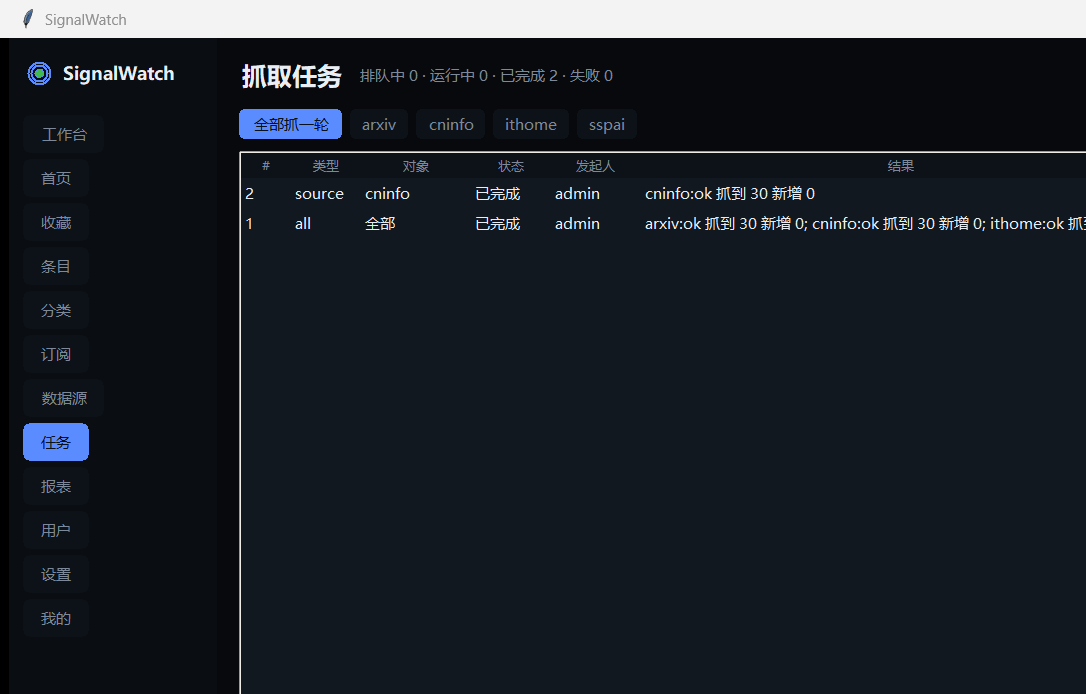 SignalWatch
SignalWatch
工作台
首页
收藏
条目
分类
订阅
数据源
任务
报表
用户
设置
我的
抓取任务 排队中 0 · 运行中 0 · 已完成 2 · 失败 0
全部抓一轮 arxiv cninfo ithome sspai
# 类型 对象 状态 发起人 结果
2 source cninfo 已完成 admin cninfo:ok 抓到 30 新增 0
1 all 全部 已完成 admin arxiv:ok 抓到 30 新增 0; cninfo:ok 抓到 30 新增 0; ithome:ok 抓